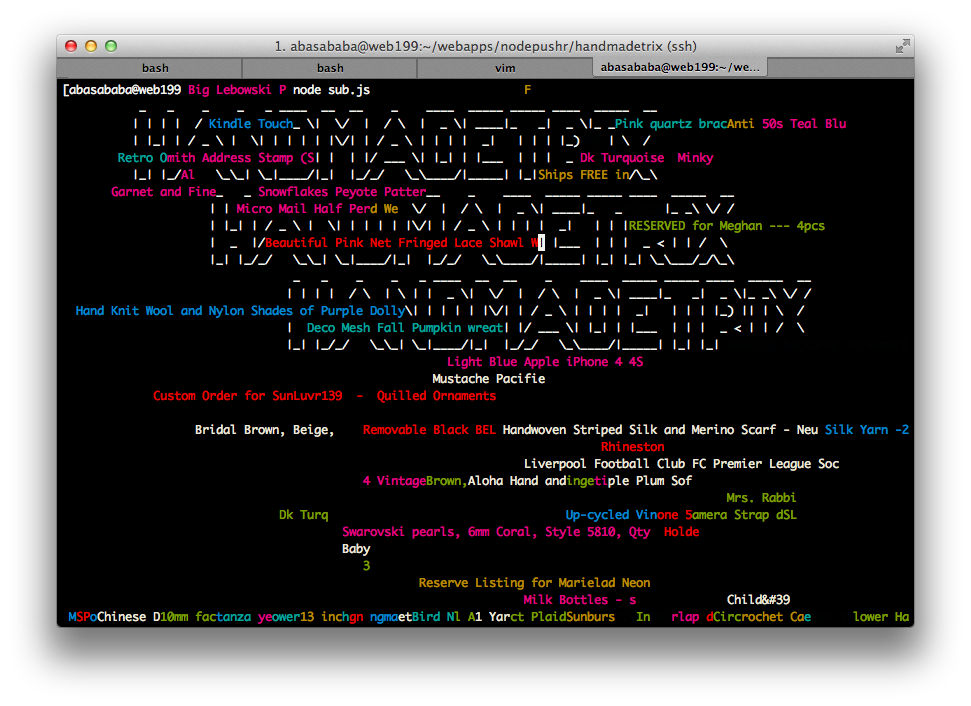 1. abasababa@web199:~/webapps/nodepushr/handmadetrix (ssh)
bash bash vim abasababa@web199:~/we...
[abasababa@web199 Big Lebowski P node sub.js F
HANDMADETRIX
Kindle Touch Pink quartz bracAnti 50s Teal Blu
Retro Omith Address Stamp (S Dk Turquoise Minky
Al Ships FREE in
Garnet and Fine Snowflakes Peyote Patter
HANDMADETRIX
Micro Mail Half Perd We
RESERVED for Meghan --- 4pcs
Beautiful Pink Net Fringed Lace Shawl W
HANDMADETRIX
Hand Knit Wool and Nylon Shades of Purple Dolly
Deco Mesh Fall Pumpkin wreat
Light Blue Apple iPhone 4 4S
Mustache Pacifie
Custom Order for SunLuvr139 - Quilled Ornaments
Bridal Brown, Beige, Removable Black BEL Handwoven Striped Silk and Merino Scarf - Neu Silk Yarn -2
Rhineston
Liverpool Football Club FC Premier League Soc
4 VintageBrown,Aloha Hand andingetiple Plum Sof
Mrs. Rabbi
Dk Turq Up-cycled Vinone Samera Strap dSL
Swarovski pearls, 6mm Coral, Style 5810, Qty Holde
Baby
3
Reserve Listing for Marielad Neon
Milk Bottles - s Child&#39
MSPoChinese D10mm factanza yeower13 inchgn ngmaetBird Nl A1 Yarct PlaidSunburs In rlap dCircrochet Cae lower Ha